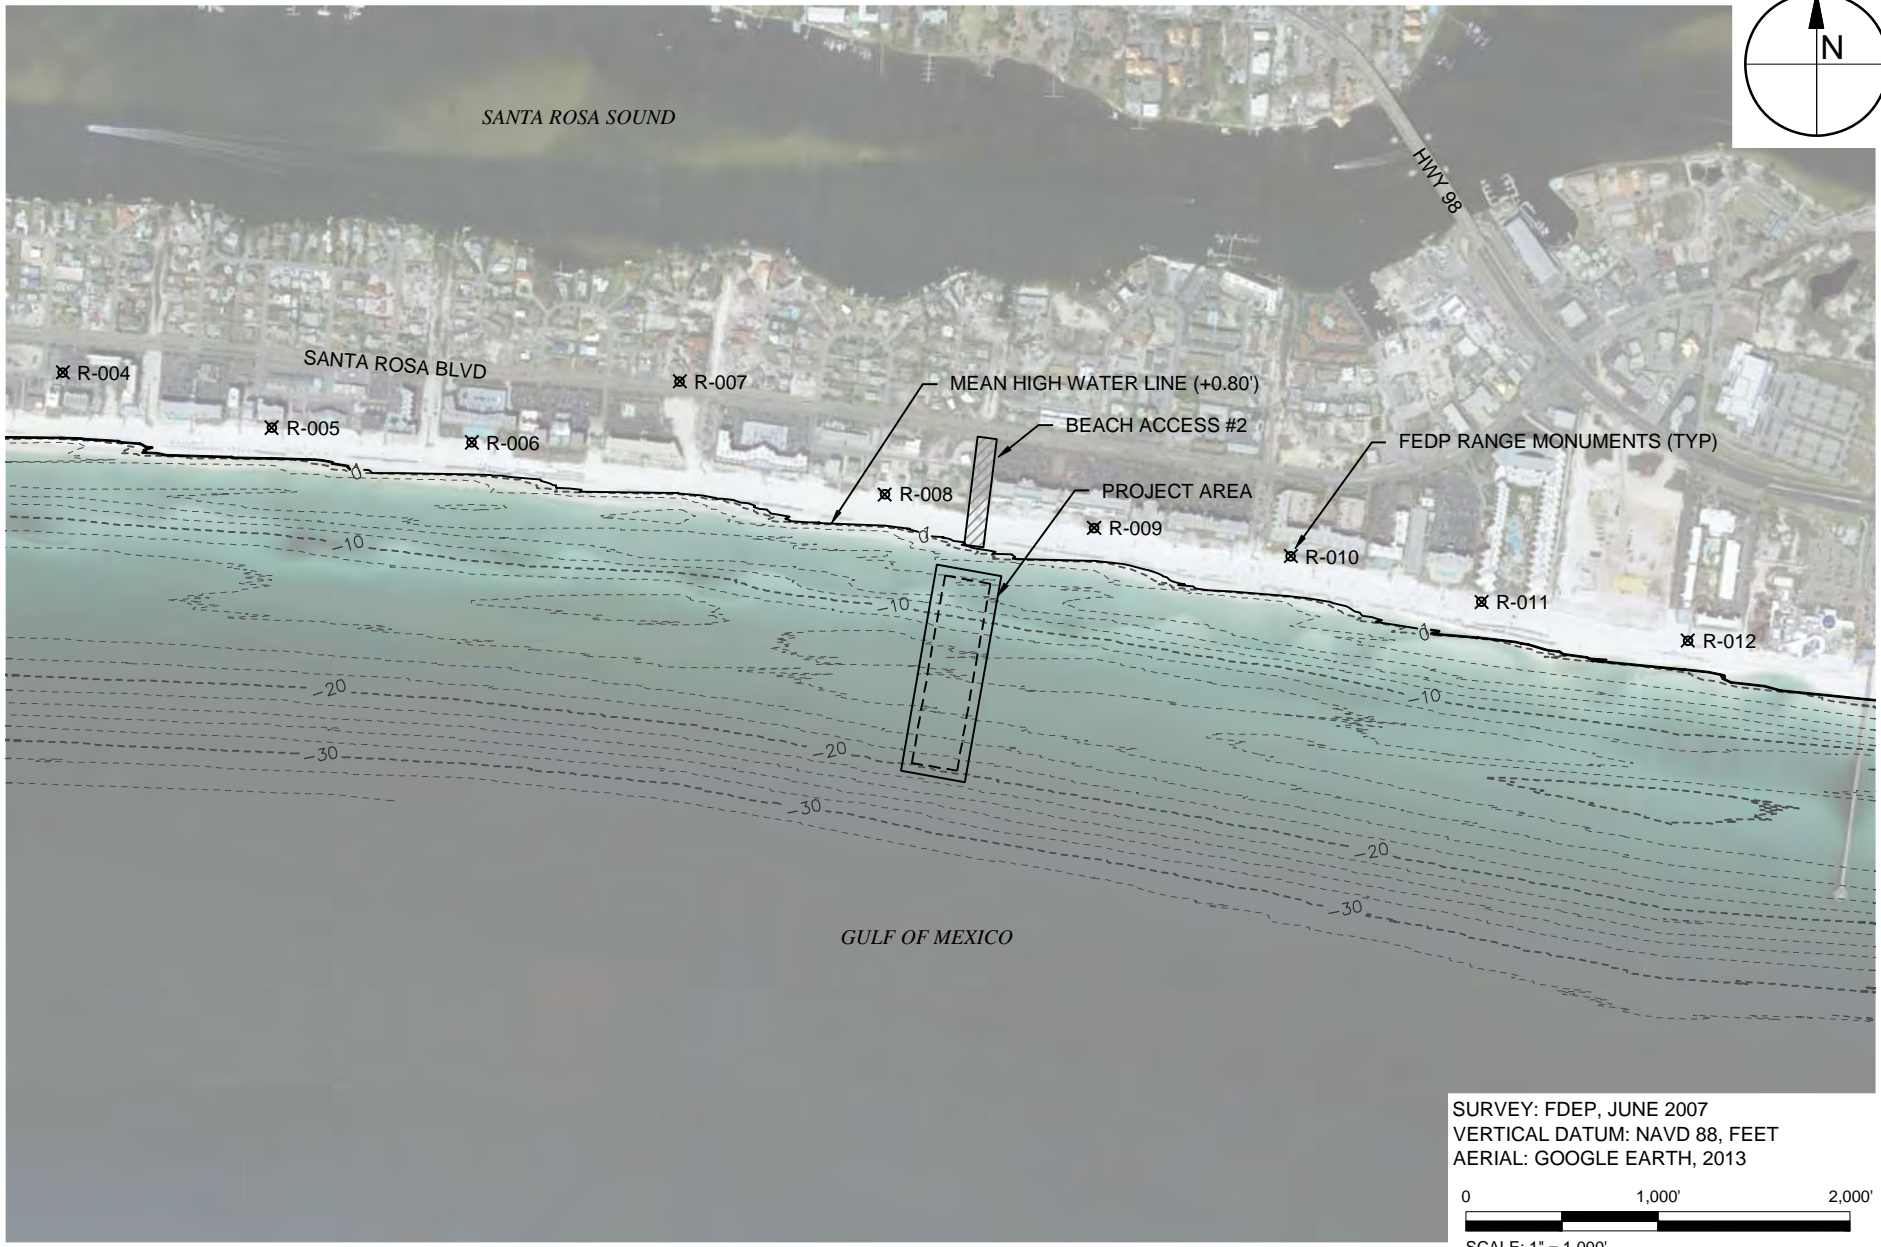 N
SANTA ROSA SOUND
HWY 98
R-004
SANTA ROSA BLVD
R-007
MEAN HIGH WATER LINE (+0.80')
R-005
BEACH ACCESS #2
R-006
FEDP RANGE MONUMENTS (TYP)
0
R-008
PROJECT AREA
R-009
0
-10
R-010
-10
R-011
0
R-012
-20
-10
-30
-20
-30
-20
-30
GULF OF MEXICO
SURVEY: FDEP, JUNE 2007
VERTICAL DATUM: NAVD 88, FEET
AERIAL: GOOGLE EARTH, 2013
0 1,000' 2,000'
SCALE: 1" = 1,000'